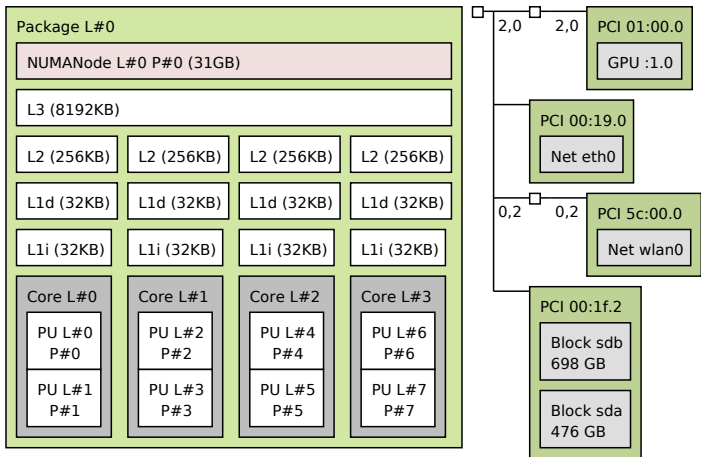 Package L#0
NUMANode L#0 P#0 (31GB)
L3 (8192KB)
L2 (256KB) L2 (256KB) L2 (256KB) L2 (256KB)
L1d (32KB) L1d (32KB) L1d (32KB) L1d (32KB)
L1i (32KB) L1i (32KB) L1i (32KB) L1i (32KB)
Core L#0
PU L#0
P#0
PU L#1
P#1
Core L#1
PU L#2
P#2
PU L#3
P#3
Core L#2
PU L#4
P#4
PU L#5
P#5
Core L#3
PU L#6
P#6
PU L#7
P#7
2,0 2,0
PCI 01:00.0
GPU :1.0
PCI 00:19.0
Net eth0
0,2 0,2
PCI 5c:00.0
Net wlan0
PCI 00:1f.2
Block sdb
698 GB
Block sda
476 GB